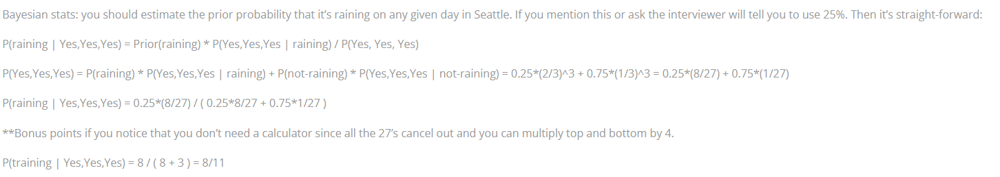 Bayesian stats: you should estimate the prior probability that it’s raining on any given day in Seattle. If you mention this or ask the interviewer will tell you to use 25%. Then it’s straight-forward:
P(raining | Yes,Yes,Yes) = Prior(raining) * P(Yes,Yes,Yes | raining) / P(Yes, Yes, Yes)
P(Yes,Yes,Yes) = P(raining) * P(Yes,Yes,Yes | raining) + P(not-raining) * P(Yes,Yes,Yes | not-raining) = 0.25*(2/3)^3 + 0.75*(1/3)^3 = 0.25*(8/27) + 0.75*(1/27)
P(raining | Yes,Yes,Yes) = 0.25*(8/27) / ( 0.25*8/27 + 0.75*1/27 )
**Bonus points if you notice that you don’t need a calculator since all the 27’s cancel out and you can multiply top and bottom by 4.
P(training | Yes,Yes,Yes) = 8 / ( 8 + 3 ) = 8/11